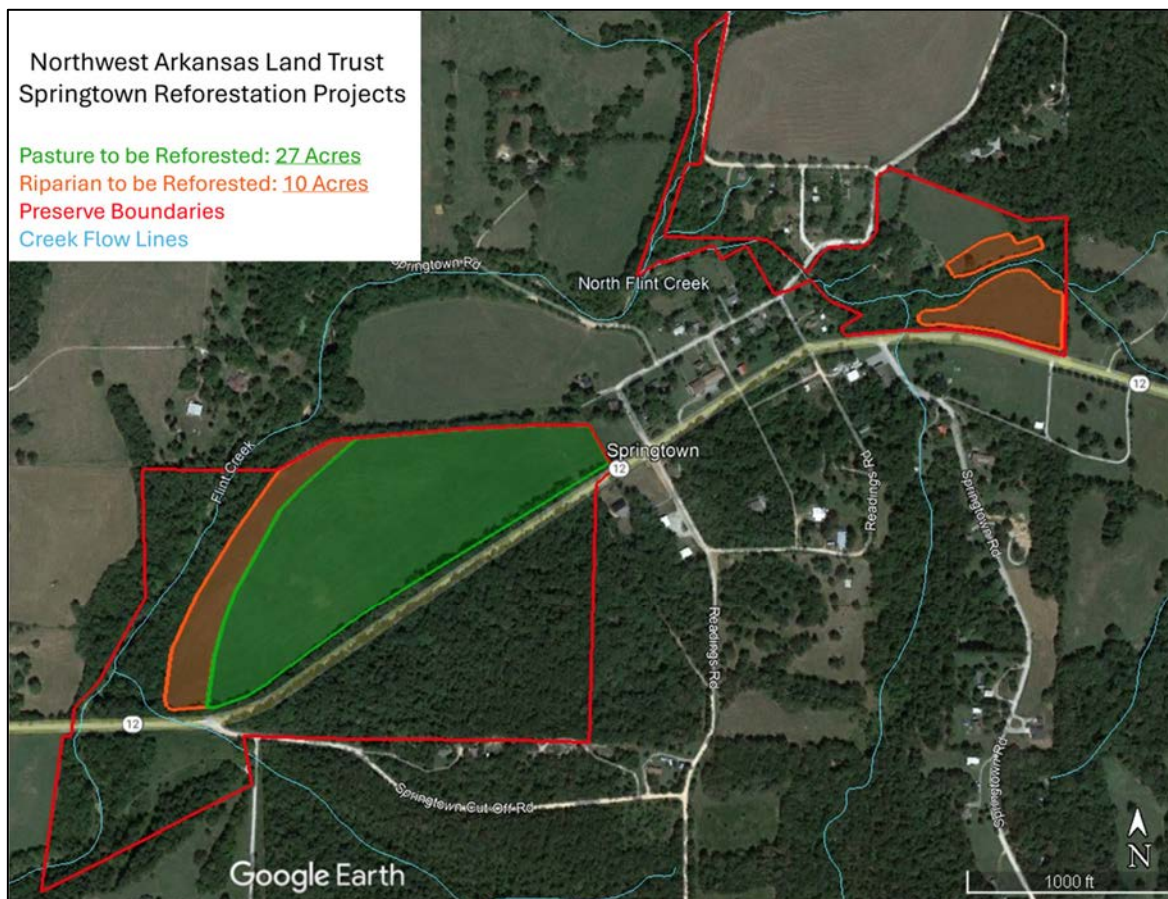 Northwest Arkansas Land Trust
Springtown Reforestation Projects
Pasture to be Reforested: 27 Acres
Riparian to be Reforested: 10 Acres
Preserve Boundaries
Creek Flow Lines
Springtown Rd
North Flint Creek
12
Flint Creek
Springtown
12
Readings Rd
Springtown Rd
Readings Rd
12
Springtown Cut Off Rd
Springtown Rd
Google Earth
N
1000 ft